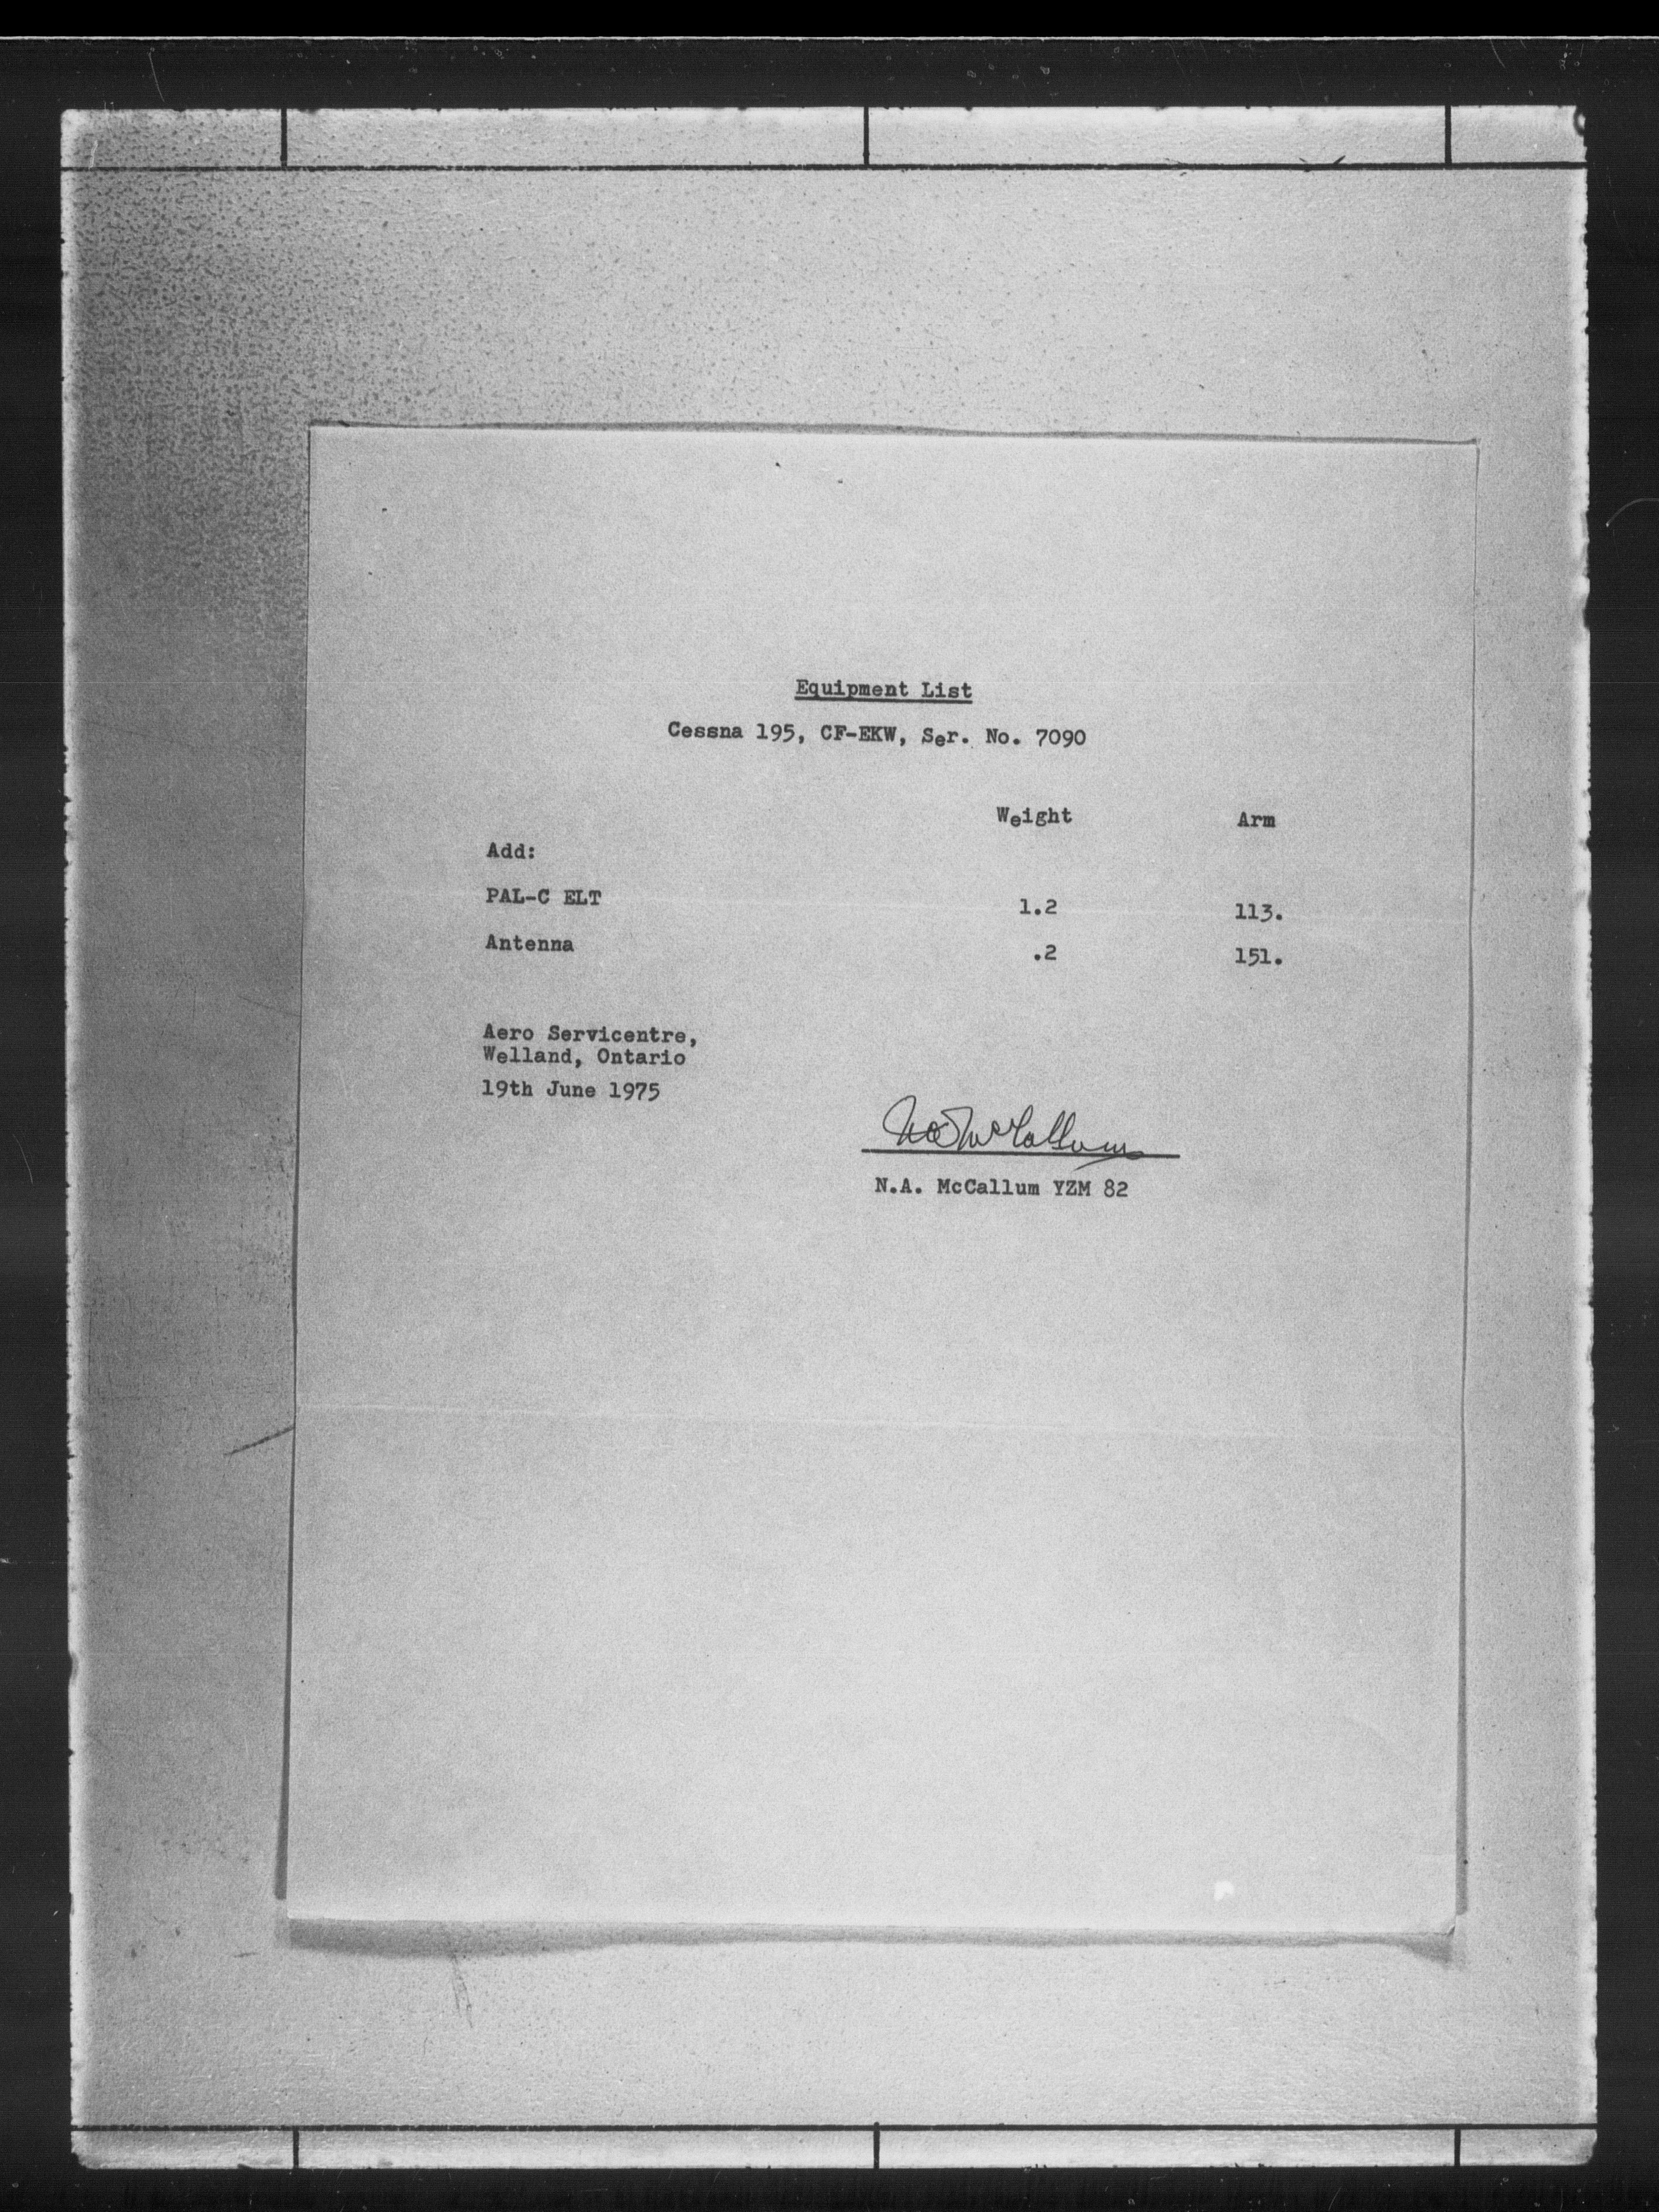 Equipment List
Cessna 195, CF-EKW, Ser. No. 7090
Weight Arm
Add:
PAL-C ELT 1.2 113.
Antenna .2 151.
Aero Servicentre,
Welland, Ontario
19th June 1975
N.A. McCallum YZM 82